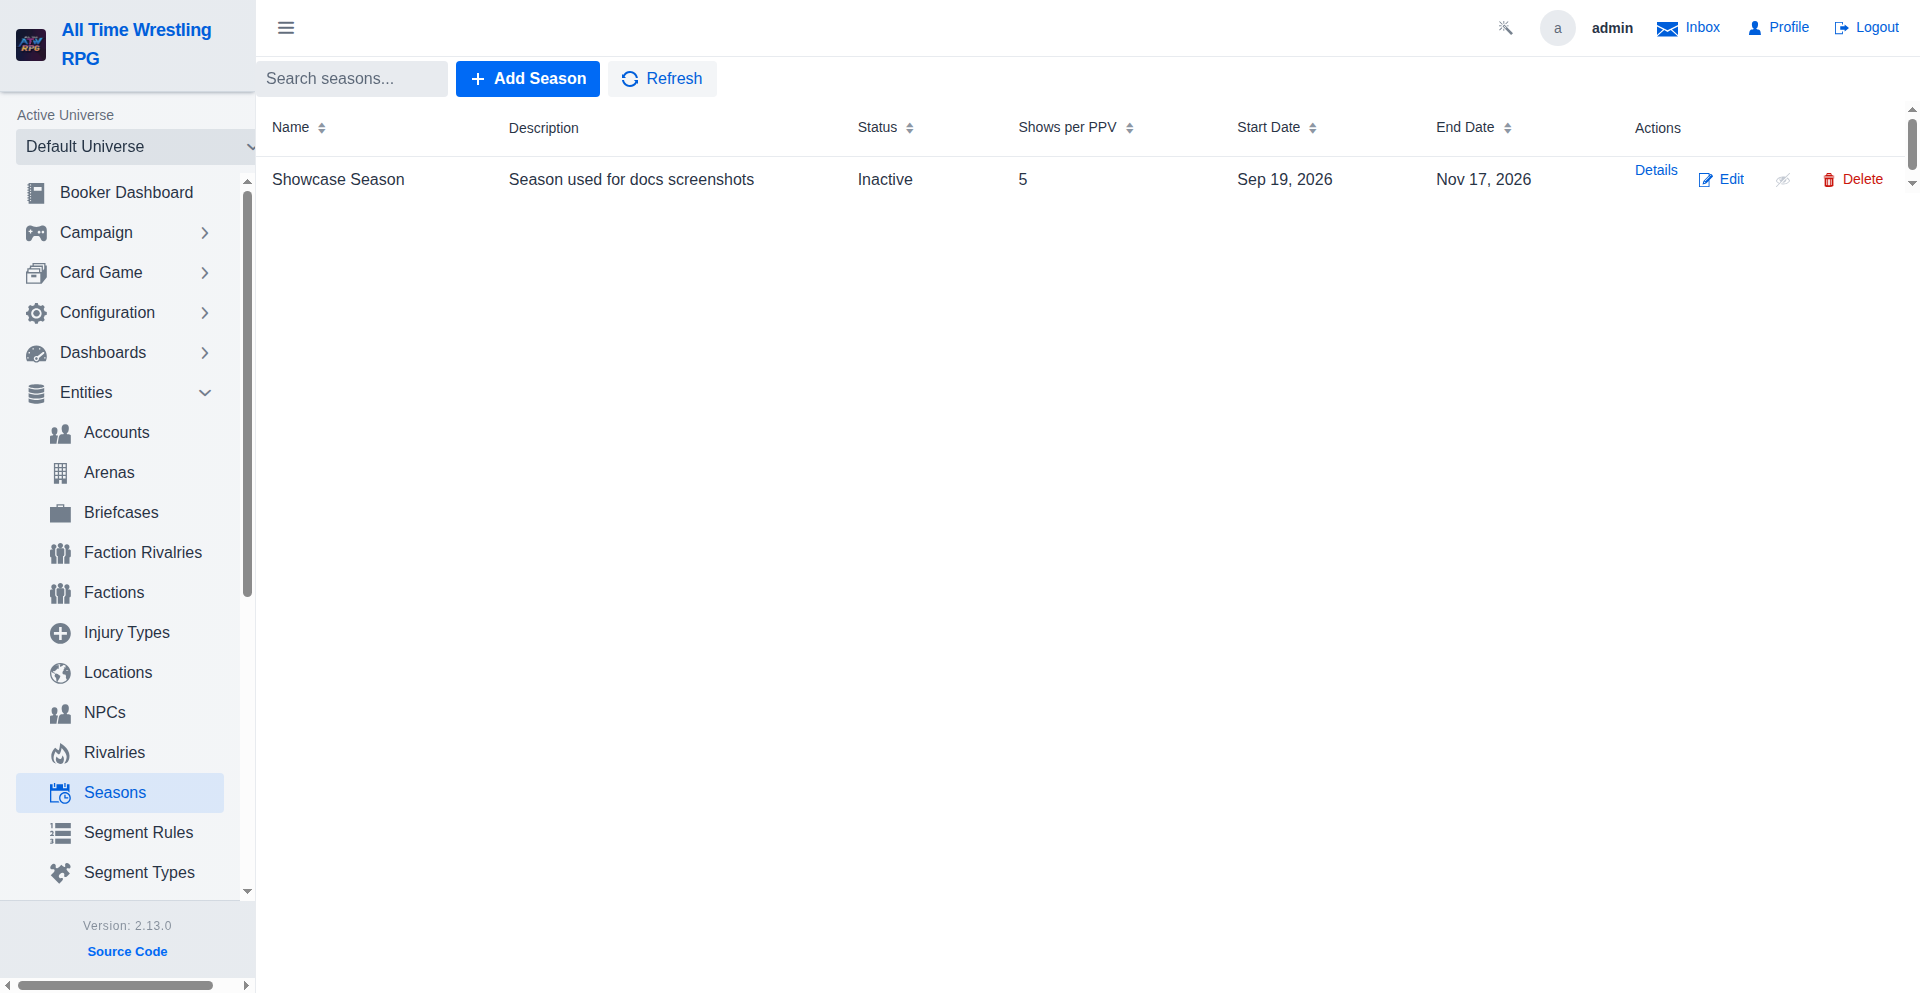 All Time Wrestling
RPG
a
admin
Inbox
Profile
Logout
Search seasons...
Add Season
Refresh
Active Universe
Default Universe
Name
Description
Status
Shows per PPV
Start Date
End Date
Actions
Showcase Season
Season used for docs screenshots
Inactive
5
Sep 19, 2026
Nov 17, 2026
Details
Edit
Delete
Booker Dashboard
Campaign
Card Game
Configuration
Dashboards
Entities
Accounts
Arenas
Briefcases
Faction Rivalries
Factions
Injury Types
Locations
NPCs
Rivalries
Seasons
Segment Rules
Segment Types
Version: 2.13.0
Source Code